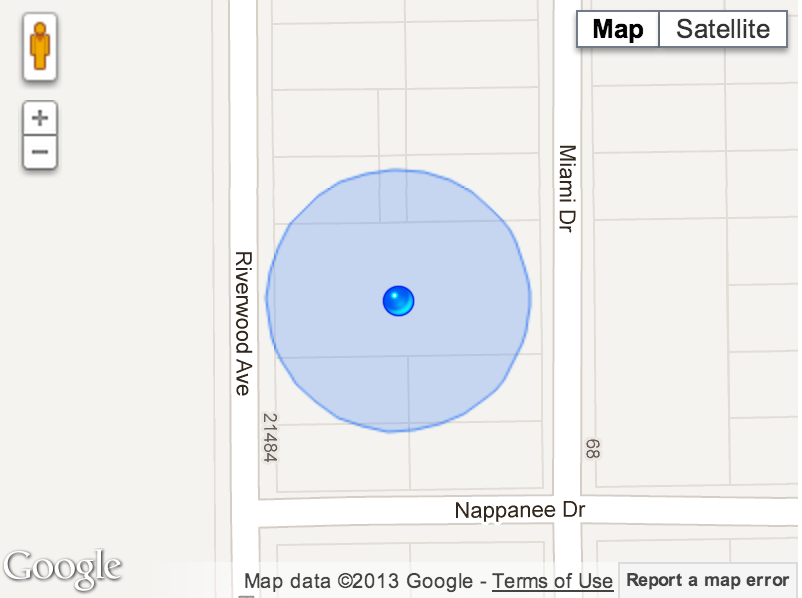 Map Satellite
Miami Dr
Riverwood Ave
21484
68
Nappanee Dr
Google
Map data ©2013 Google - Terms of Use
Report a map error